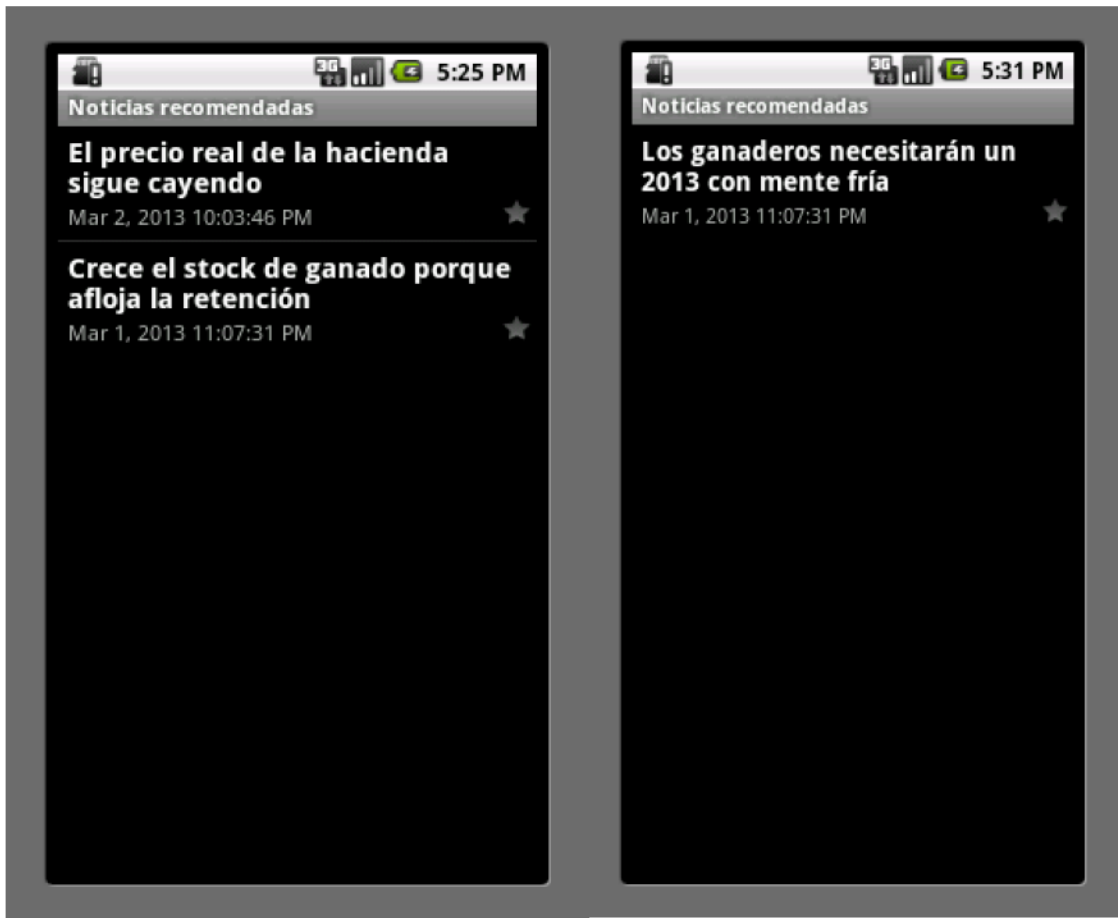 3G 5:25 PM
Noticias recomendadas
El precio real de la hacienda
sigue cayendo
Mar 2, 2013 10:03:46 PM
Crece el stock de ganado porque
afloja la retención
Mar 1, 2013 11:07:31 PM
3G 5:31 PM
Noticias recomendadas
Los ganaderos necesitarán un
2013 con mente fría
Mar 1, 2013 11:07:31 PM